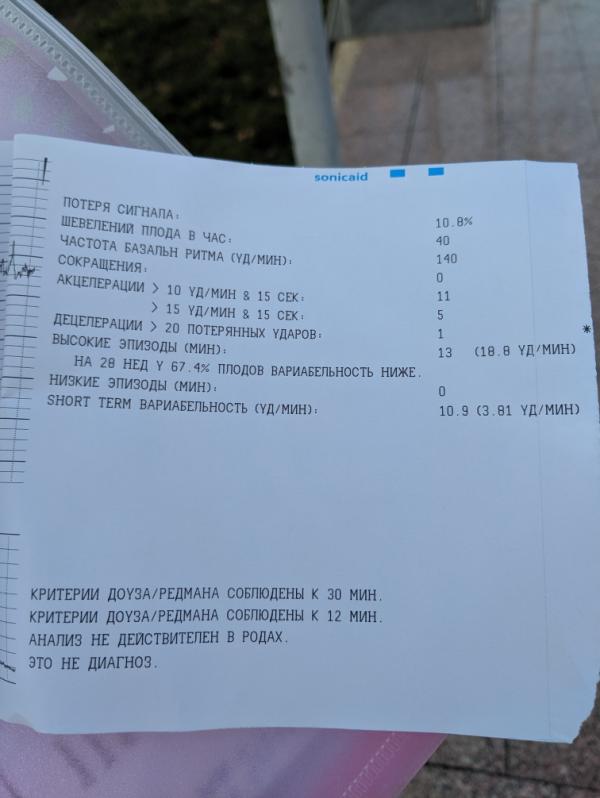 sonicaid
ПОТЕРЯ СИГНАЛА: 10.8%
ШЕВЕЛЕНИЙ ПЛОДА В ЧАС: 40
ЧАСТОТА БАЗАЛЬН РИТМА (УД/МИН): 140
СОКРАЩЕНИЯ: 0
АКЦЕЛЕРАЦИИ > 10 УД/МИН & 15 СЕК: 11
> 15 УД/МИН & 15 СЕК: 5
ДЕЦЕЛЕРАЦИИ > 20 ПОТЕРЯННЫХ УДАРОВ: 1 *
ВЫСОКИЕ ЭПИЗОДЫ (МИН): 13 (18.8 УД/МИН)
НА 28 НЕД У 67.4% ПЛОДОВ ВАРИАБЕЛЬНОСТЬ НИЖЕ.
НИЗКИЕ ЭПИЗОДЫ (МИН): 0
SHORT TERM ВАРИАБЕЛЬНОСТЬ (УД/МИН): 10.9 (3.81 УД/МИН)
КРИТЕРИИ ДОУЗА/РЕДМАНА СОБЛЮДЕНЫ К 30 МИН.
КРИТЕРИИ ДОУЗА/РЕДМАНА СОБЛЮДЕНЫ К 12 МИН.
АНАЛИЗ НЕ ДЕЙСТВИТЕЛЕН В РОДАХ.
ЭТО НЕ ДИАГНОЗ.